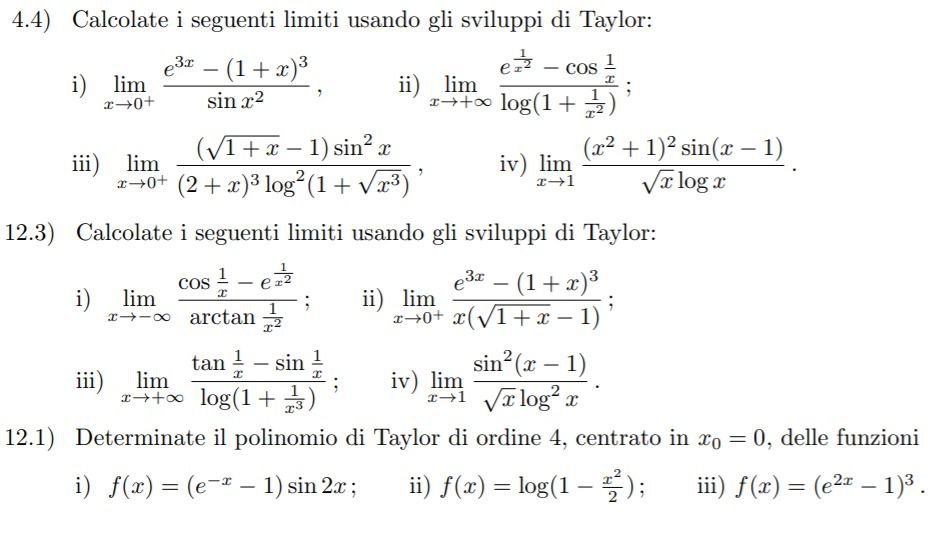 4.4) Calcolate i seguenti limiti usando gli sviluppi di Taylor:
i) $\lim_{x \to 0^+} \frac{e^{3x} - (1+x)^3}{\sin x^2}$ , ii) $\lim_{x \to +\infty} \frac{e^{\frac{1}{x^2}} - \cos \frac{1}{x}}{\log(1 + \frac{1}{x^2})}$ ;
iii) $\lim_{x \to 0^+} \frac{(\sqrt{1+x} - 1) \sin^2 x}{(2+x)^3 \log^2(1 + \sqrt{x^3})}$ , iv) $\lim_{x \to 1} \frac{(x^2+1)^2 \sin(x-1)}{\sqrt{x} \log x}$ .
12.3) Calcolate i seguenti limiti usando gli sviluppi di Taylor:
i) $\lim_{x \to -\infty} \frac{\cos \frac{1}{x} - e^{\frac{1}{x^2}}}{\arctan \frac{1}{x^2}}$ ; ii) $\lim_{x \to 0^+} \frac{e^{3x} - (1+x)^3}{x(\sqrt{1+x} - 1)}$ ;
iii) $\lim_{x \to +\infty} \frac{\tan \frac{1}{x} - \sin \frac{1}{x}}{\log(1 + \frac{1}{x^3})}$ ; iv) $\lim_{x \to 1} \frac{\sin^2(x-1)}{\sqrt{x} \log^2 x}$ .
12.1) Determinate il polinomio di Taylor di ordine 4, centrato in $x_0 = 0$, delle funzioni
i) $f(x) = (e^{-x} - 1) \sin 2x$ ; ii) $f(x) = \log(1 - \frac{x^2}{2})$ ; iii) $f(x) = (e^{2x} - 1)^3$ .